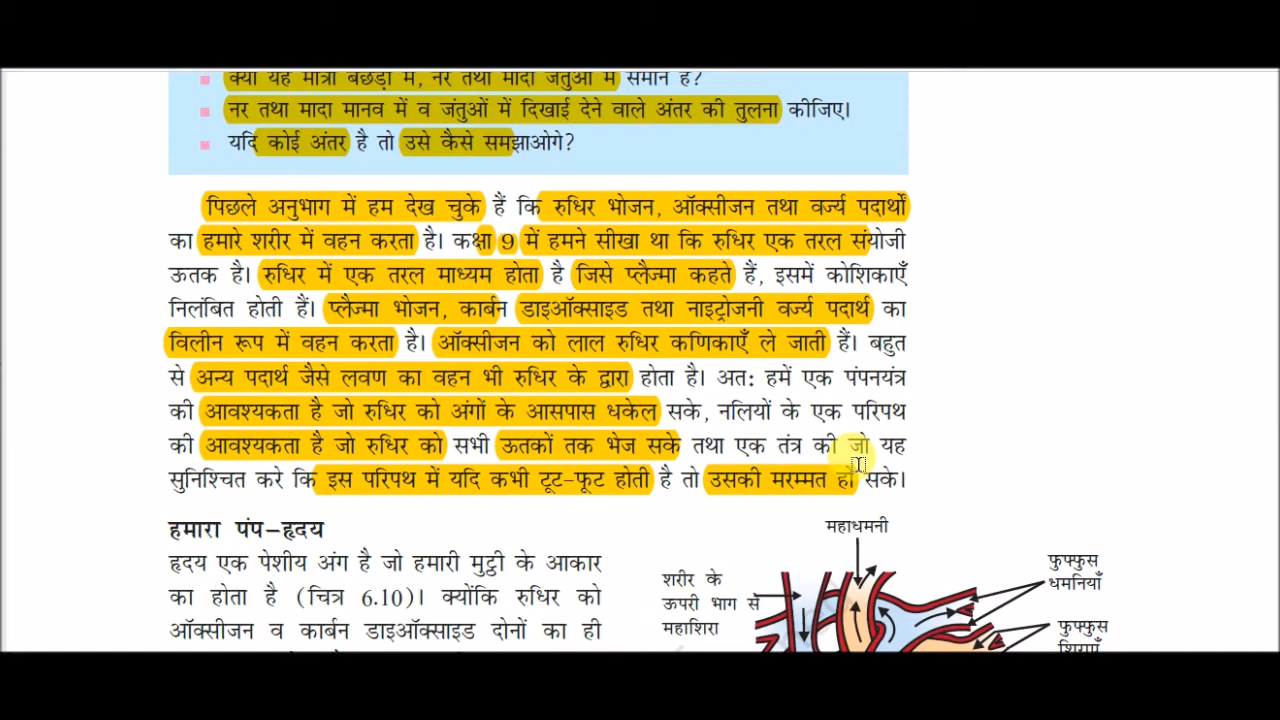 क्या यह मात्रा बछड़ों में, नर तथा मादा जंतुओं में समान है?
नर तथा मादा मानव में व जंतुओं में दिखाई देने वाले अंतर की तुलना कीजिए।
यदि कोई अंतर है तो उसे कैसे समझाओगे?
पिछले अनुभाग में हम देख चुके हैं कि रुधिर भोजन, ऑक्सीजन तथा वर्ज्य पदार्थों
का हमारे शरीर में वहन करता है। कक्षा 9 में हमने सीखा था कि रुधिर एक तरल संयोजी
ऊतक है। रुधिर में एक तरल माध्यम होता है जिसे प्लैज्मा कहते हैं, इसमें कोशिकाएँ
निलंबित होती हैं। प्लैज्मा भोजन, कार्बन डाइऑक्साइड तथा नाइट्रोजनी वर्ज्य पदार्थ का
विलीन रूप में वहन करता है। ऑक्सीजन को लाल रुधिर कणिकाएँ ले जाती हैं। बहुत
से अन्य पदार्थ जैसे लवण का वहन भी रुधिर के द्वारा होता है। अत: हमें एक पंपनयंत्र
की आवश्यकता है जो रुधिर को अंगों के आसपास धकेल सके, नलियों के एक परिपथ
की आवश्यकता है जो रुधिर को सभी ऊतकों तक भेज सके तथा एक तंत्र की जो यह
सुनिश्चित करे कि इस परिपथ में यदि कभी टूट-फूट होती है तो उसकी मरम्मत हो सके।
हमारा पंप-हृदय
हृदय एक पेशीय अंग है जो हमारी मुट्ठी के आकार
का होता है (चित्र 6.10)। क्योंकि रुधिर को
ऑक्सीजन व कार्बन डाइऑक्साइड दोनों का ही
महाधमनी
शरीर के
ऊपरी भाग से
महाशिरा
फुफ्फुस
धमनियाँ
फुफ्फुस
शिराएँ